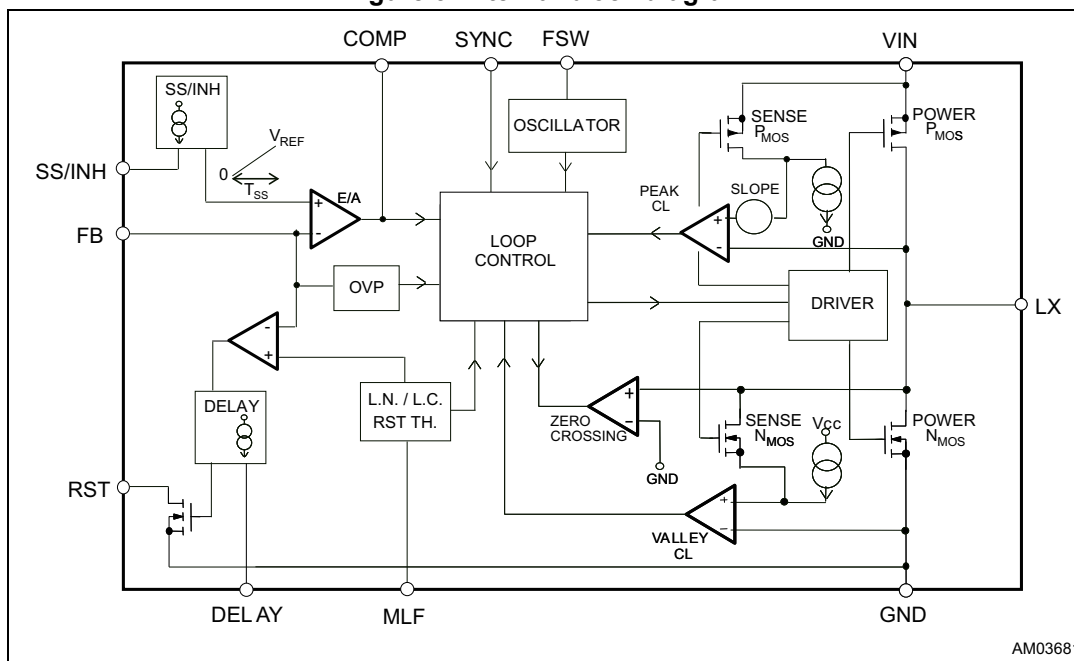 COMP SYNC FSW VIN
SS/INH
OSCILLATOR
SENSE
PMOS
POWER
PMOS
VREF
0
TSS
SS/INH
E/A
+
-
PEAK
CL
SLOPE
+
-
GND
FB
LOOP
CONTROL
OVP
DRIVER
LX
-
+
L.N. / L.C.
RST TH.
DELAY
ZERO
CROSSING
+
-
GND
SENSE
NMOS
Vcc
POWER
NMOS
RST
VALLEY
CL
+
-
DELAY MLF GND